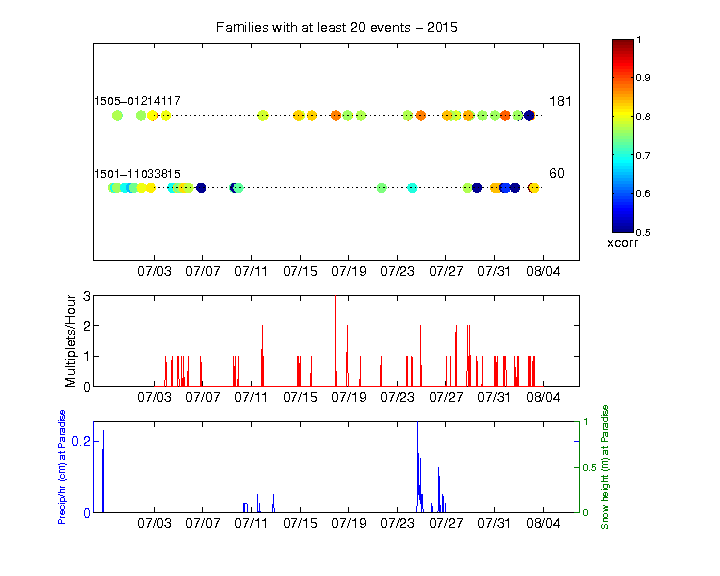 Families with at least 20 events − 2015
1505−01214117
181
1501−11033815
60
07/03 07/07 07/11 07/15 07/19 07/23 07/27 07/31 08/04
1
0.9
0.8
0.7
0.6
0.5
xcorr
Multiplets/Hour
3
2
1
0
07/03 07/07 07/11 07/15 07/19 07/23 07/27 07/31 08/04
Precip/hr (cm) at Paradise
0.2
0
07/03 07/07 07/11 07/15 07/19 07/23 07/27 07/31 08/04
1
0.5
0
Snow height (m) at Paradise